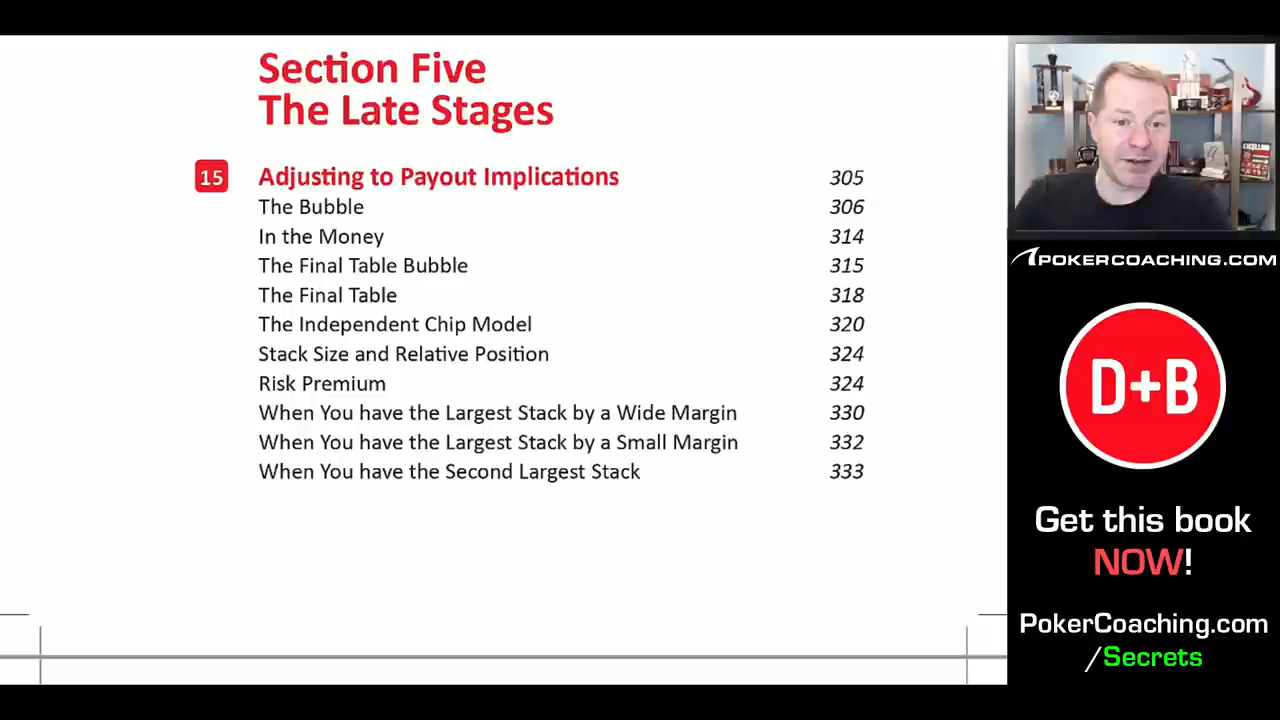 Section Five
The Late Stages
15 Adjusting to Payout Implications 305
The Bubble 306
In the Money 314
The Final Table Bubble 315
The Final Table 318
The Independent Chip Model 320
Stack Size and Relative Position 324
Risk Premium 324
When You have the Largest Stack by a Wide Margin 330
When You have the Largest Stack by a Small Margin 332
When You have the Second Largest Stack 333
POKERCOACHING.COM
D+B
Get this book
NOW!
PokerCoaching.com
/Secrets